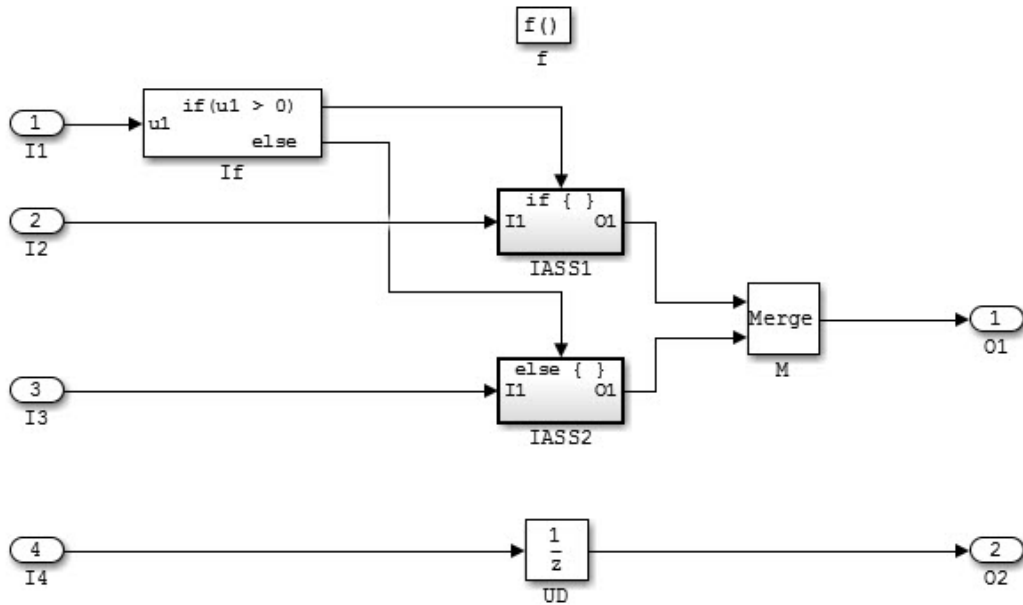 f()
f
1
I1
u1
if(u1 > 0)
else
If
2
I2
if { }
I1
O1
IASS1
Merge
M
1
O1
3
I3
else { }
I1
O1
IASS2
4
I4
1
z
UD
2
O2